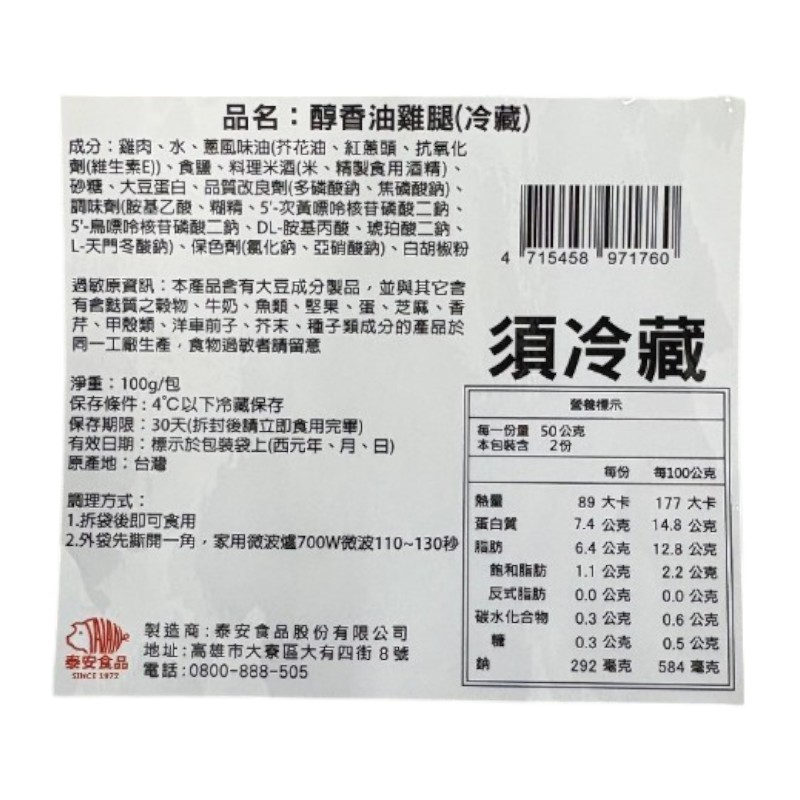 品名：醇香油雞腿(冷藏)
成分：雞肉、水、蔥風味油(芥花油、紅蔥頭、抗氧化
劑(維生素E))、食鹽、料理米酒(米、精製食用酒精)、
砂糖、大豆蛋白、品質改良劑(多磷酸鈉、焦磷酸鈉)、
調味劑(胺基乙酸、糊精、5'-次黃嘌呤核苷磷酸二鈉、
5'-鳥嘌呤核苷磷酸二鈉、DL-胺基丙酸、琥珀酸二鈉、
L-天門冬酸鈉)、保色劑(氯化鈉、亞硝酸鈉)、白胡椒粉
4 715458 971760
過敏原資訊：本產品含有大豆成分製品，並與其它含
有含麩質之穀物、牛奶、魚類、堅果、蛋、芝麻、香
芹、甲殼類、洋車前子、芥末、種子類成分的產品於
同一工廠生產，食物過敏者請留意
須冷藏
淨重：100g/包
保存條件：4℃以下冷藏保存
保存期限：30天(拆封後請立即食用完畢)
有效日期：標示於包裝袋上(西元年、月、日)
原產地：台灣
調理方式：
1.拆袋後即可食用
2.外袋先撕開一角，家用微波爐700W微波110~130秒
營養標示
每一份量 50公克
本包裝含 2份
每份 每100公克
熱量 89 大卡 177 大卡
蛋白質 7.4 公克 14.8 公克
脂肪 6.4 公克 12.8 公克
飽和脂肪 1.1 公克 2.2 公克
反式脂肪 0.0 公克 0.0 公克
碳水化合物 0.3 公克 0.6 公克
糖 0.3 公克 0.5 公克
鈉 292 毫克 584 毫克
TAIAN
泰安食品
SINCE 1972
製造商：泰安食品股份有限公司
地址：高雄市大寮區大有四街8號
電話：0800-888-505